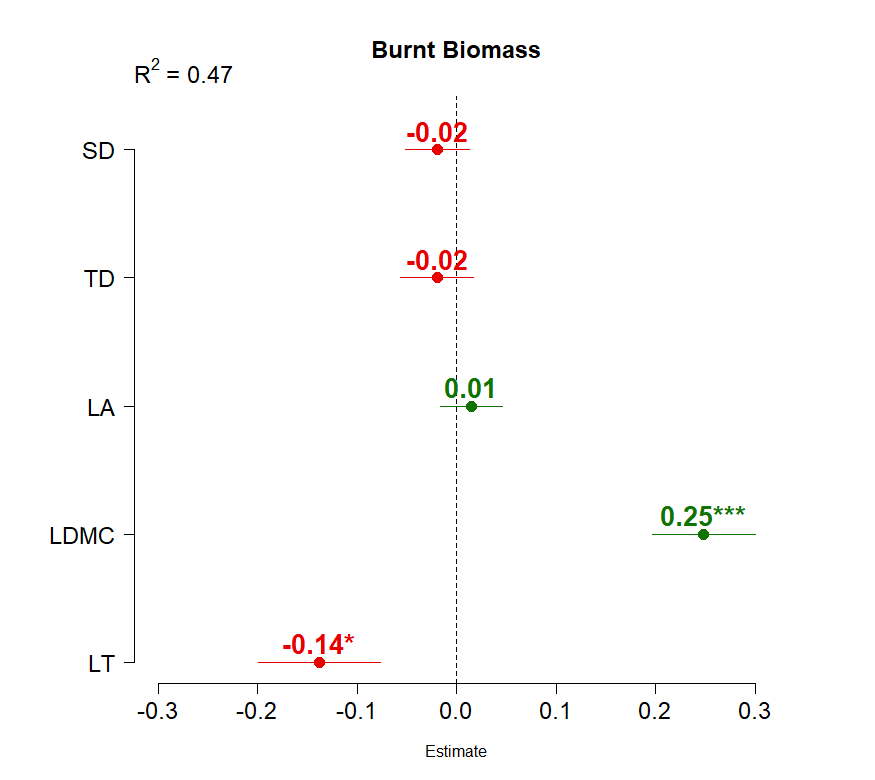 Burnt Biomass
R² = 0.47
SD
-0.02
TD
-0.02
LA
0.01
LDMC
0.25***
LT
-0.14*
-0.3 -0.2 -0.1 0.0 0.1 0.2 0.3
Estimate